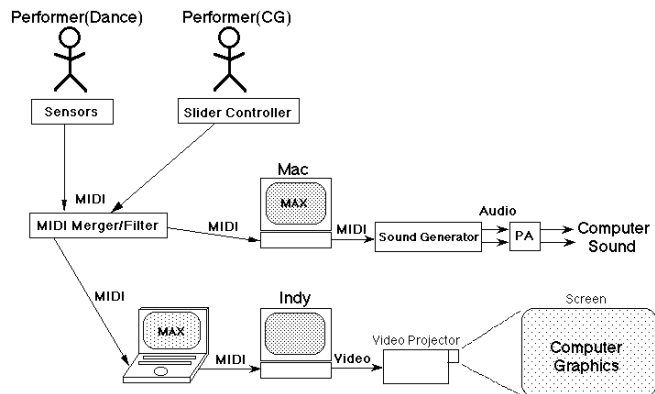 Performer(Dance)
Performer(CG)
Sensors
Slider Controller
MIDI
Mac
MAX
MIDI Merger/Filter
MIDI
MIDI
Sound Generator
Audio
PA
Computer
Sound
MIDI
MAX
MIDI
Indy
Video
Video Projector
Screen
Computer
Graphics